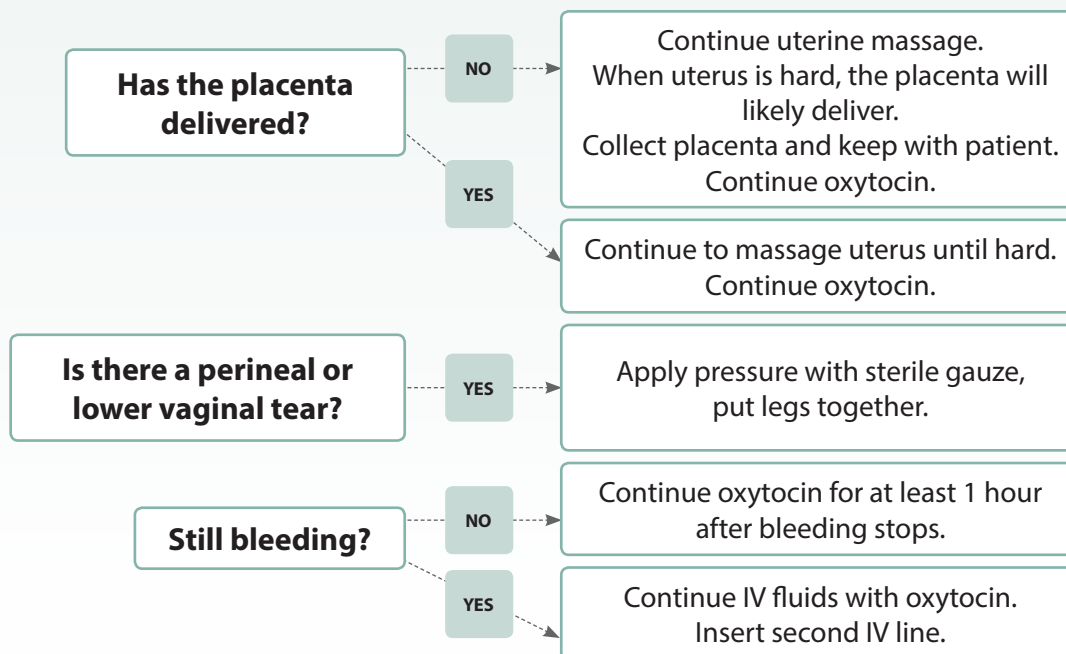 Has the placenta
delivered?
NO
Continue uterine massage.
When uterus is hard, the placenta will
likely deliver.
Collect placenta and keep with patient.
Continue oxytocin.
YES
Continue to massage uterus until hard.
Continue oxytocin.
Is there a perineal or
lower vaginal tear?
YES
Apply pressure with sterile gauze,
put legs together.
Still bleeding?
NO
Continue oxytocin for at least 1 hour
after bleeding stops.
YES
Continue IV fluids with oxytocin.
Insert second IV line.